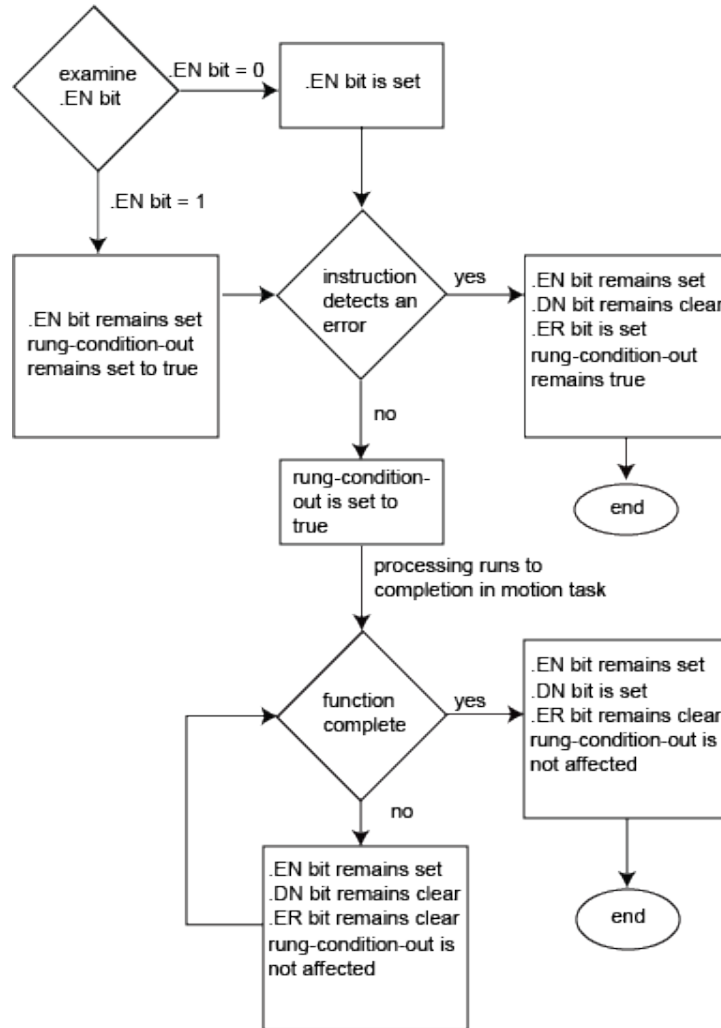 examine
.EN bit
.EN bit = 0
.EN bit is set
.EN bit = 1
.EN bit remains set
rung-condition-out
remains set to true
instruction
detects an
error
yes
.EN bit remains set
.DN bit remains clear
.ER bit is set
rung-condition-out
remains true
end
no
rung-condition-
out is set to
true
processing runs to
completion in motion task
function
complete
yes
.EN bit remains set
.DN bit is set
.ER bit remains clear
rung-condition-out is
not affected
end
no
.EN bit remains set
.DN bit remains clear
.ER bit remains clear
rung-condition-out is
not affected